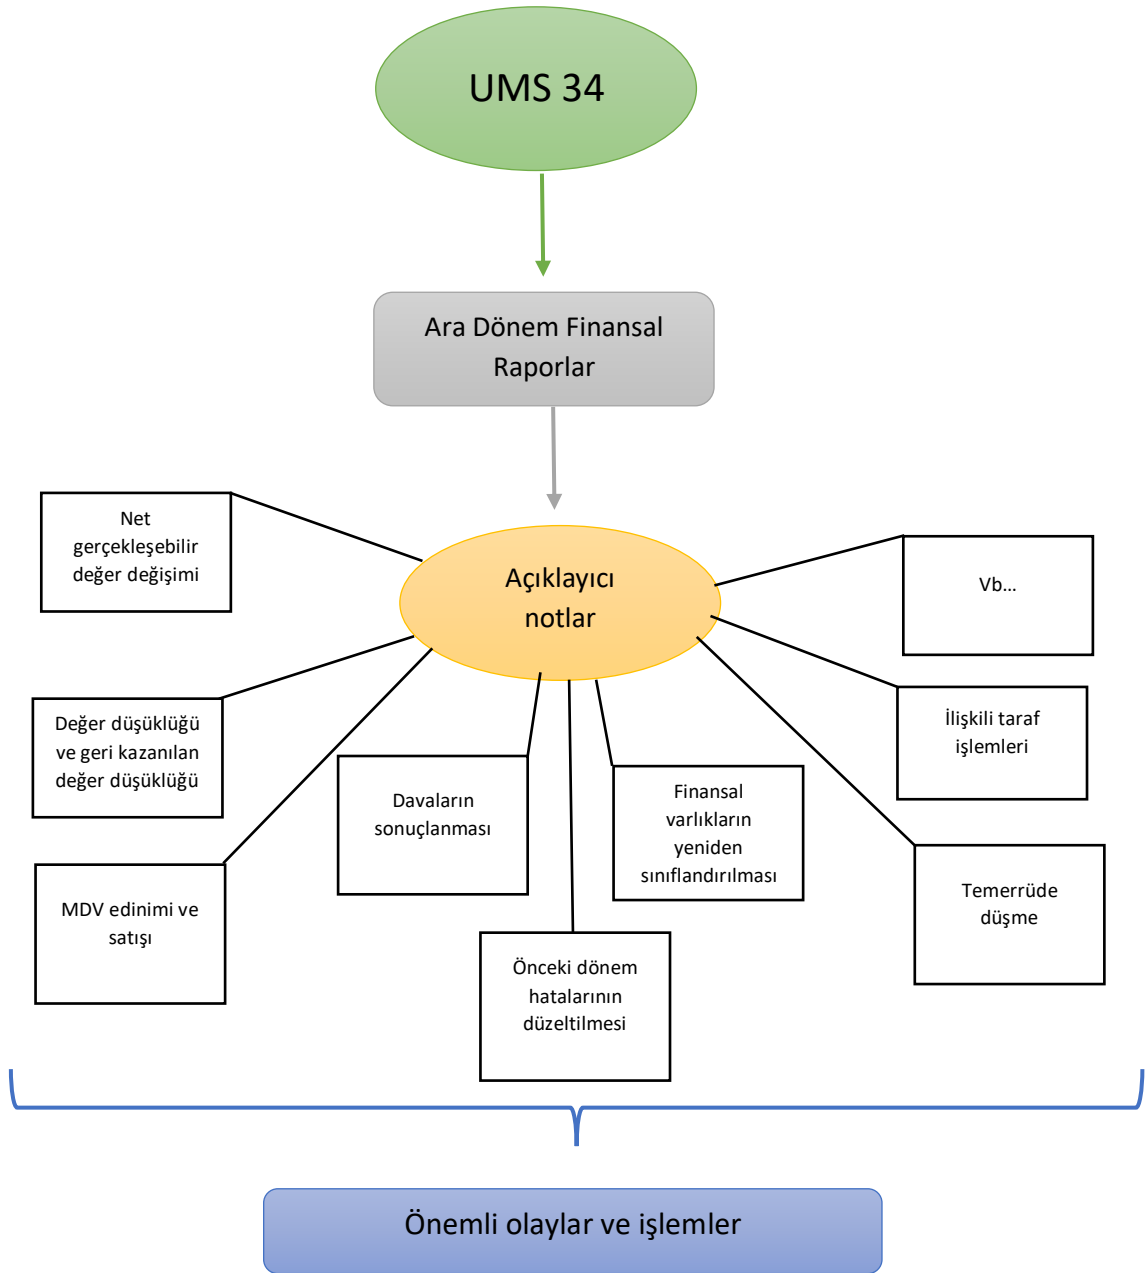 UMS 34
Ara Dönem Finansal
Raporlar
Açıklayıcı
notlar
Net
gerçekleşebilir
değer değişimi
Vb…
Değer düşüklüğü
ve geri kazanılan
değer düşüklüğü
İlişkili taraf
işlemleri
Davaların
sonuçlanması
Finansal
varlıkların
yeniden
sınıflandırılması
MDV edinimi ve
satışı
Temerrüde
düşme
Önceki dönem
hatalarının
düzeltilmesi
Önemli olaylar ve işlemler